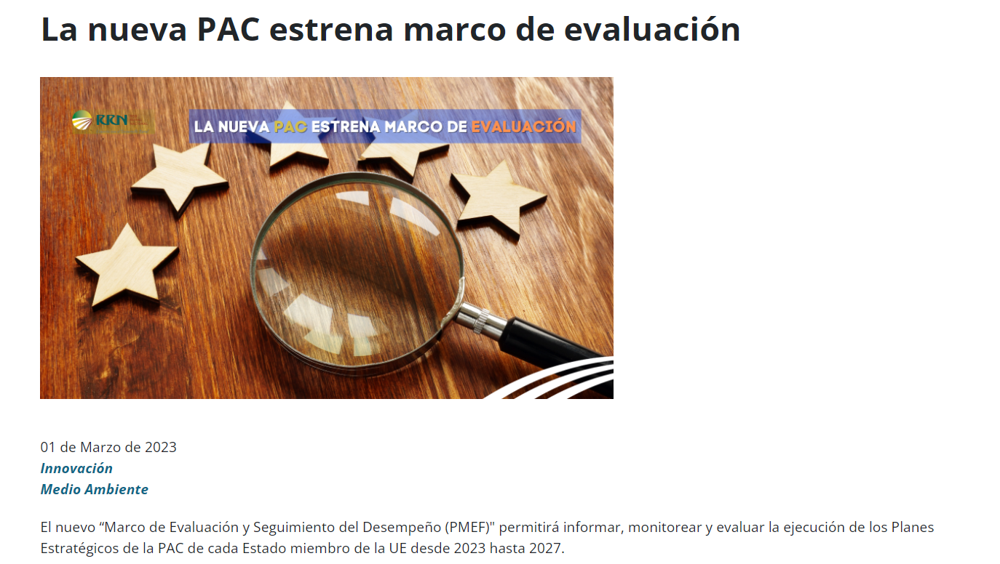 La nueva PAC estrena marco de evaluación
RRN
LA NUEVA PAC ESTRENA MARCO DE EVALUACIÓN
01 de Marzo de 2023
Innovación
Medio Ambiente
El nuevo “Marco de Evaluación y Seguimiento del Desempeño (PMEF)" permitirá informar, monitorear y evaluar la ejecución de los Planes
Estratégicos de la PAC de cada Estado miembro de la UE desde 2023 hasta 2027.